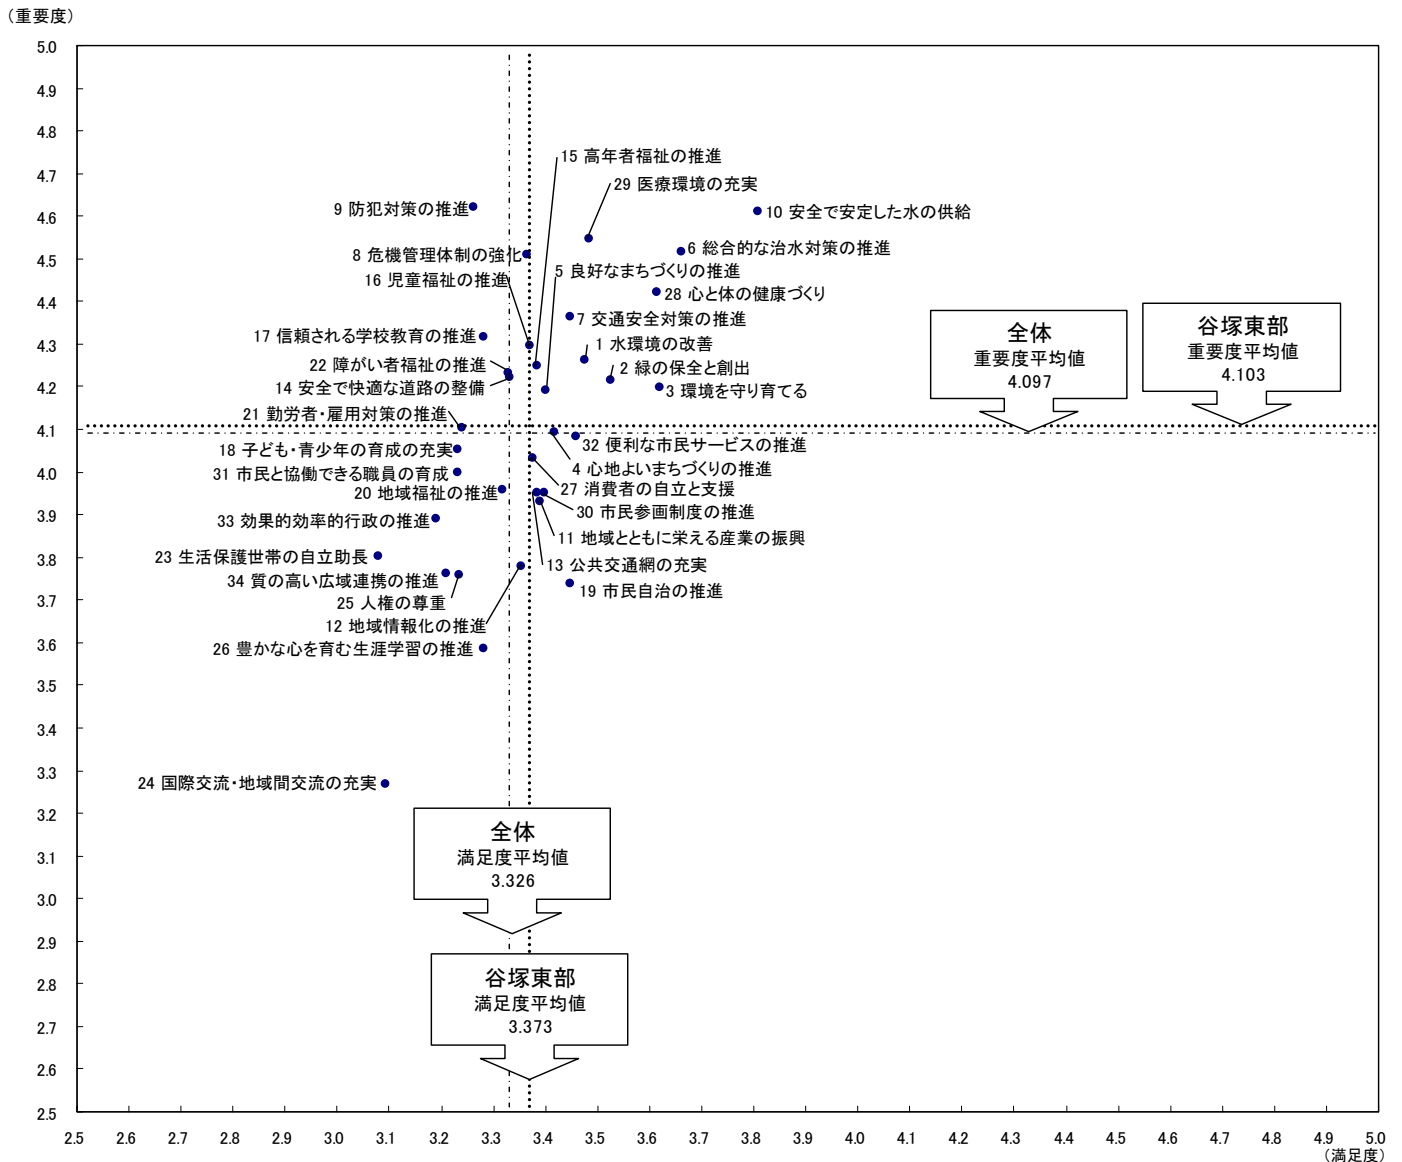 （重要度）
5.0
4.9
4.8
4.7
4.6
4.5
4.4
4.3
4.2
4.1
4.0
3.9
3.8
3.7
3.6
3.5
3.4
3.3
3.2
3.1
3.0
2.9
2.8
2.7
2.6
2.5
15 高年者福祉の推進
29 医療環境の充実
9 防犯対策の推進
10 安全で安定した水の供給
8 危機管理体制の強化
6 総合的な治水対策の推進
16 児童福祉の推進
5 良好なまちづくりの推進
28 心と体の健康づくり
17 信頼される学校教育の推進
7 交通安全対策の推進
1 水環境の改善
22 障がい者福祉の推進
2 緑の保全と創出
14 安全で快適な道路の整備
3 環境を守り育てる
全体
重要度平均値
4.097
谷塚東部
重要度平均値
4.103
21 勤労者・雇用対策の推進
18 子ども・青少年の育成の充実
32 便利な市民サービスの推進
31 市民と協働できる職員の育成
4 心地よいまちづくりの推進
20 地域福祉の推進
27 消費者の自立と支援
33 効果的効率的行政の推進
30 市民参画制度の推進
11 地域とともに栄える産業の振興
23 生活保護世帯の自立助長
13 公共交通網の充実
34 質の高い広域連携の推進
19 市民自治の推進
25 人権の尊重
12 地域情報化の推進
26 豊かな心を育む生涯学習の推進
24 国際交流・地域間交流の充実
全体
満足度平均値
3.326
谷塚東部
満足度平均値
3.373
2.5 2.6 2.7 2.8 2.9 3.0 3.1 3.2 3.3 3.4 3.5 3.6 3.7 3.8 3.9 4.0 4.1 4.2 4.3 4.4 4.5 4.6 4.7 4.8 4.9 5.0
（満足度）